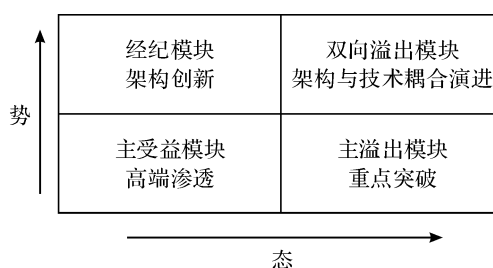 经纪模块
架构创新
双向溢出模块
架构与技术耦合演进
势
主受益模块
高端渗透
主溢出模块
重点突破
态